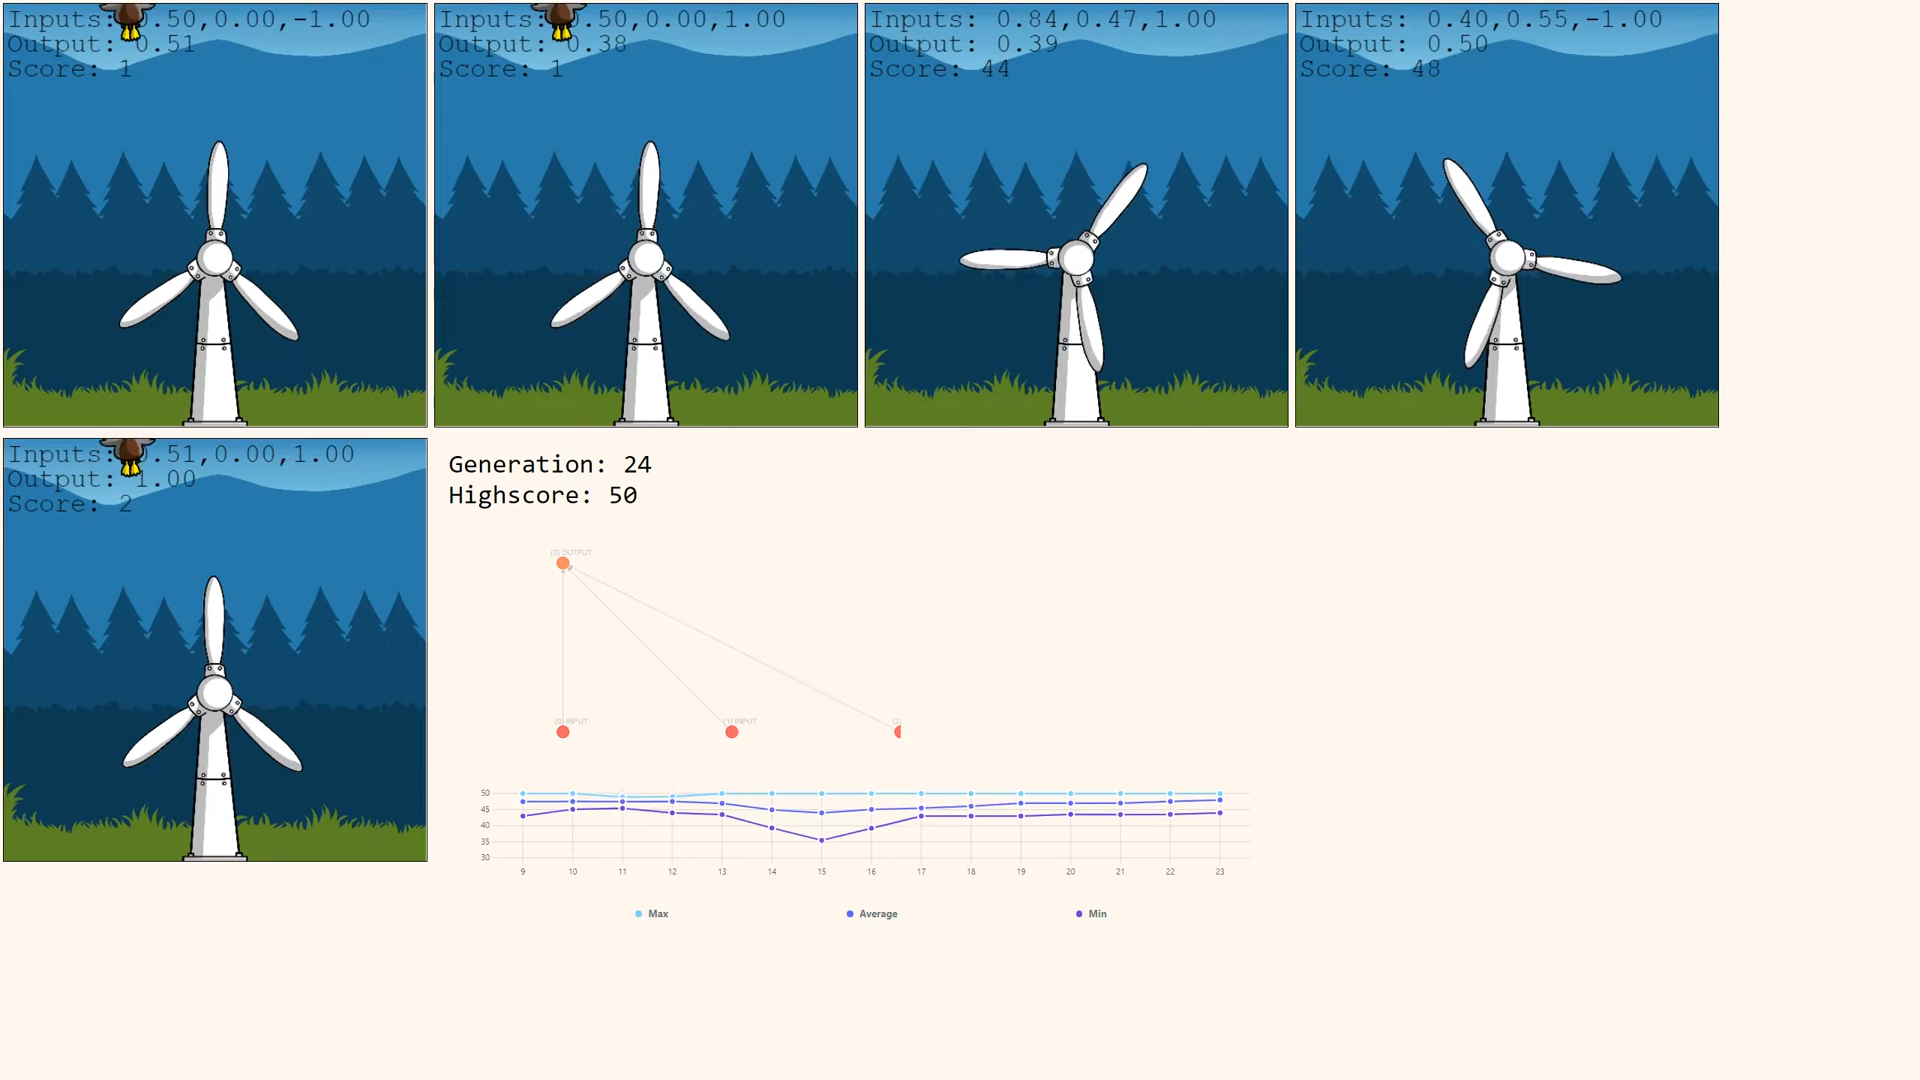 Inputs: 0.50,0.00,-1.00
Output: 0.51
Score: 1
Inputs: 0.50,0.00,1.00
Output: 0.38
Score: 1
Inputs: 0.84,0.47,1.00
Output: 0.39
Score: 44
Inputs: 0.40,0.55,-1.00
Output: 0.50
Score: 48
Inputs: 0.51,0.00,1.00
Output: 1.00
Score: 2
Generation: 24
Highscore: 50
(3) OUTPUT
(0) INPUT
(1) INPUT
(2)
50
45
40
35
30
9 10 11 12 13 14 15 16 17 18 19 20 21 22 23
Max
Average
Min